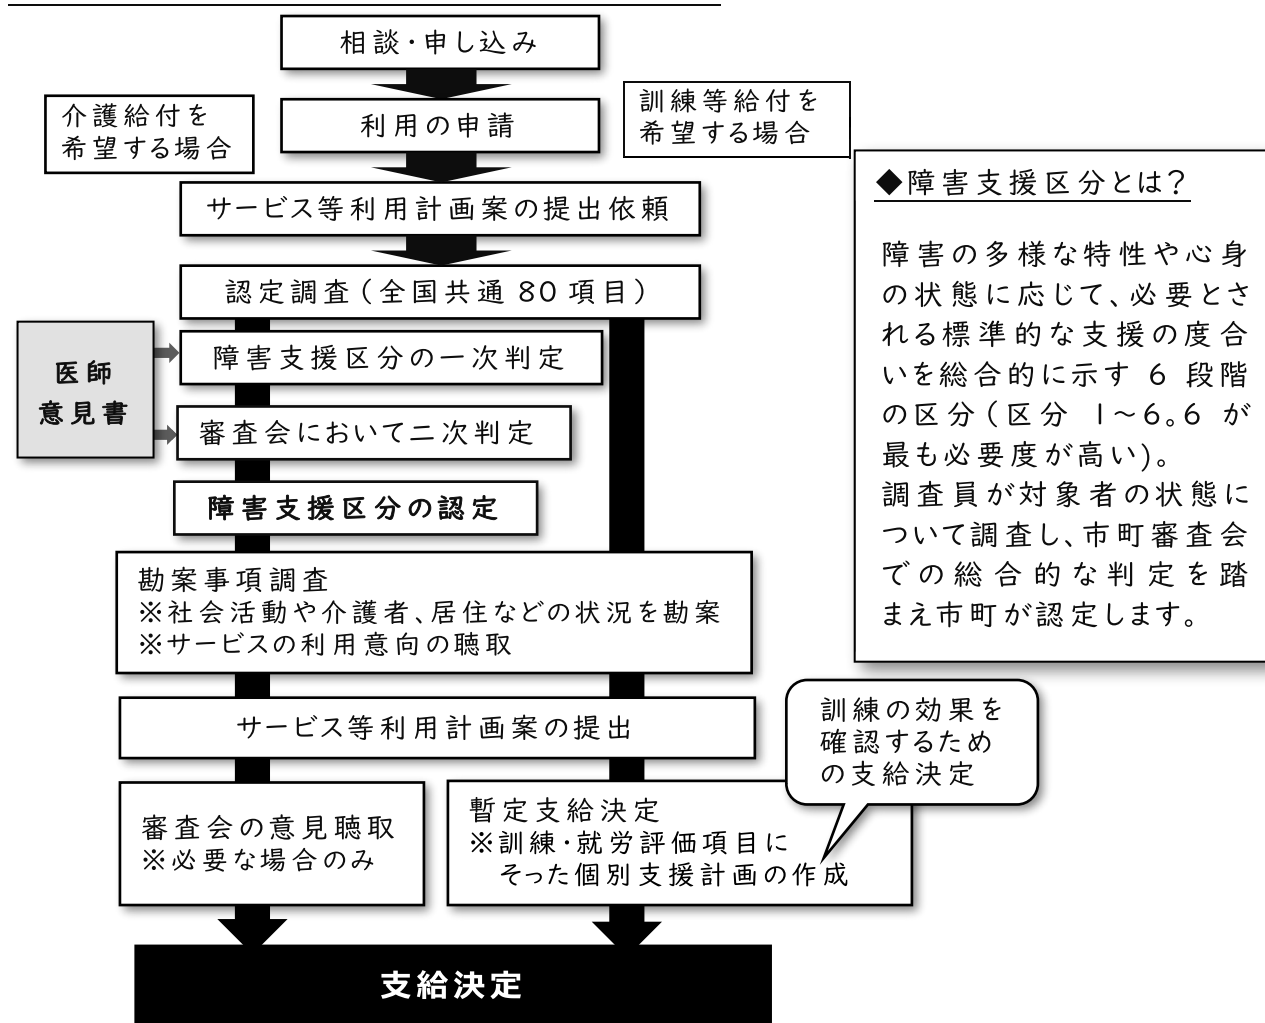 相談・申し込み
介護給付を
希望する場合
利用の申請
訓練等給付を
希望する場合
サービス等利用計画案の提出依頼
認定調査（全国共通 80 項目）
医師
意見書
障害支援区分の一次判定
審査会において二次判定
障害支援区分の認定
勘案事項調査
※社会活動や介護者、居住などの状況を勘案
※サービスの利用意向の聴取
サービス等利用計画案の提出
審査会の意見聴取
※必要な場合のみ
暫定支給決定
※訓練・就労評価項目に
そった個別支援計画の作成
訓練の効果を
確認するため
の支給決定
支給決定
◆障害支援区分とは？
障害の多様な特性や心身
の状態に応じて、必要とさ
れる標準的な支援の度合
いを総合的に示す 6 段階
の区分（区分 1～6。6 が
最も必要度が高い）。
調査員が対象者の状態に
ついて調査し、市町審査会
での総合的な判定を踏
まえ市町が認定します。